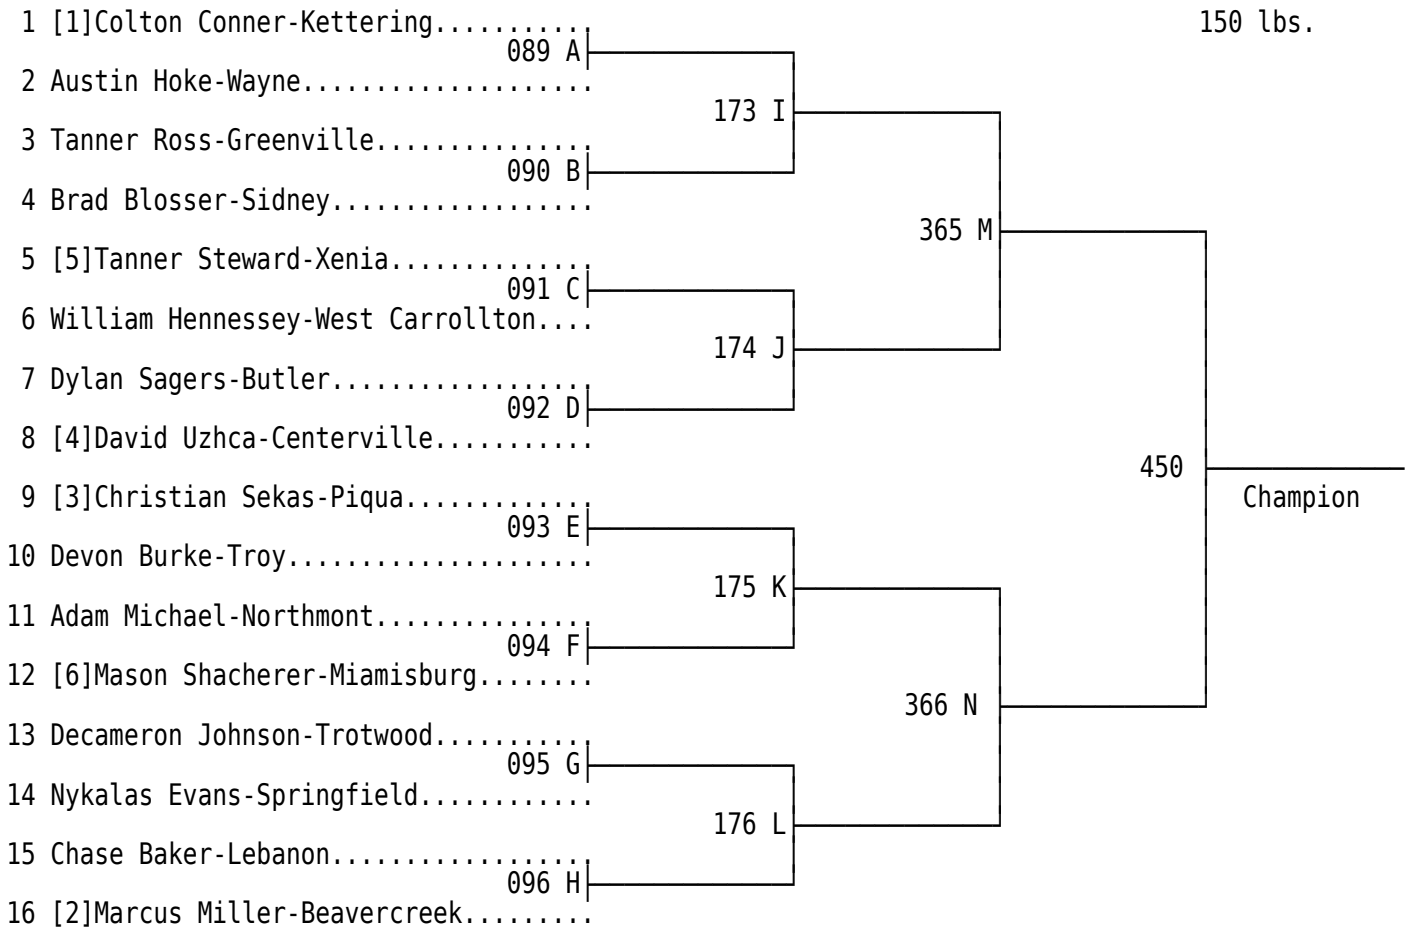 1 [1]Colton Conner-Kettering........... 150 lbs.
089 A
2 Austin Hoke-Wayne....................
173 I
3 Tanner Ross-Greenville...............
090 B
4 Brad Blosser-Sidney..................
365 M
5 [5]Tanner Steward-Xenia..............
091 C
6 William Hennessey-West Carrollton....
174 J
7 Dylan Sagers-Butler..................
092 D
8 [4]David Uzhca-Centerville...........
450
9 [3]Christian Sekas-Piqua.............
Champion
093 E
10 Devon Burke-Troy.....................
175 K
11 Adam Michael-Northmont...............
094 F
12 [6]Mason Shacherer-Miamisburg........
366 N
13 Decameron Johnson-Trotwood...........
095 G
14 Nykalas Evans-Springfield............
176 L
15 Chase Baker-Lebanon..................
096 H
16 [2]Marcus Miller-Beavercreek.........